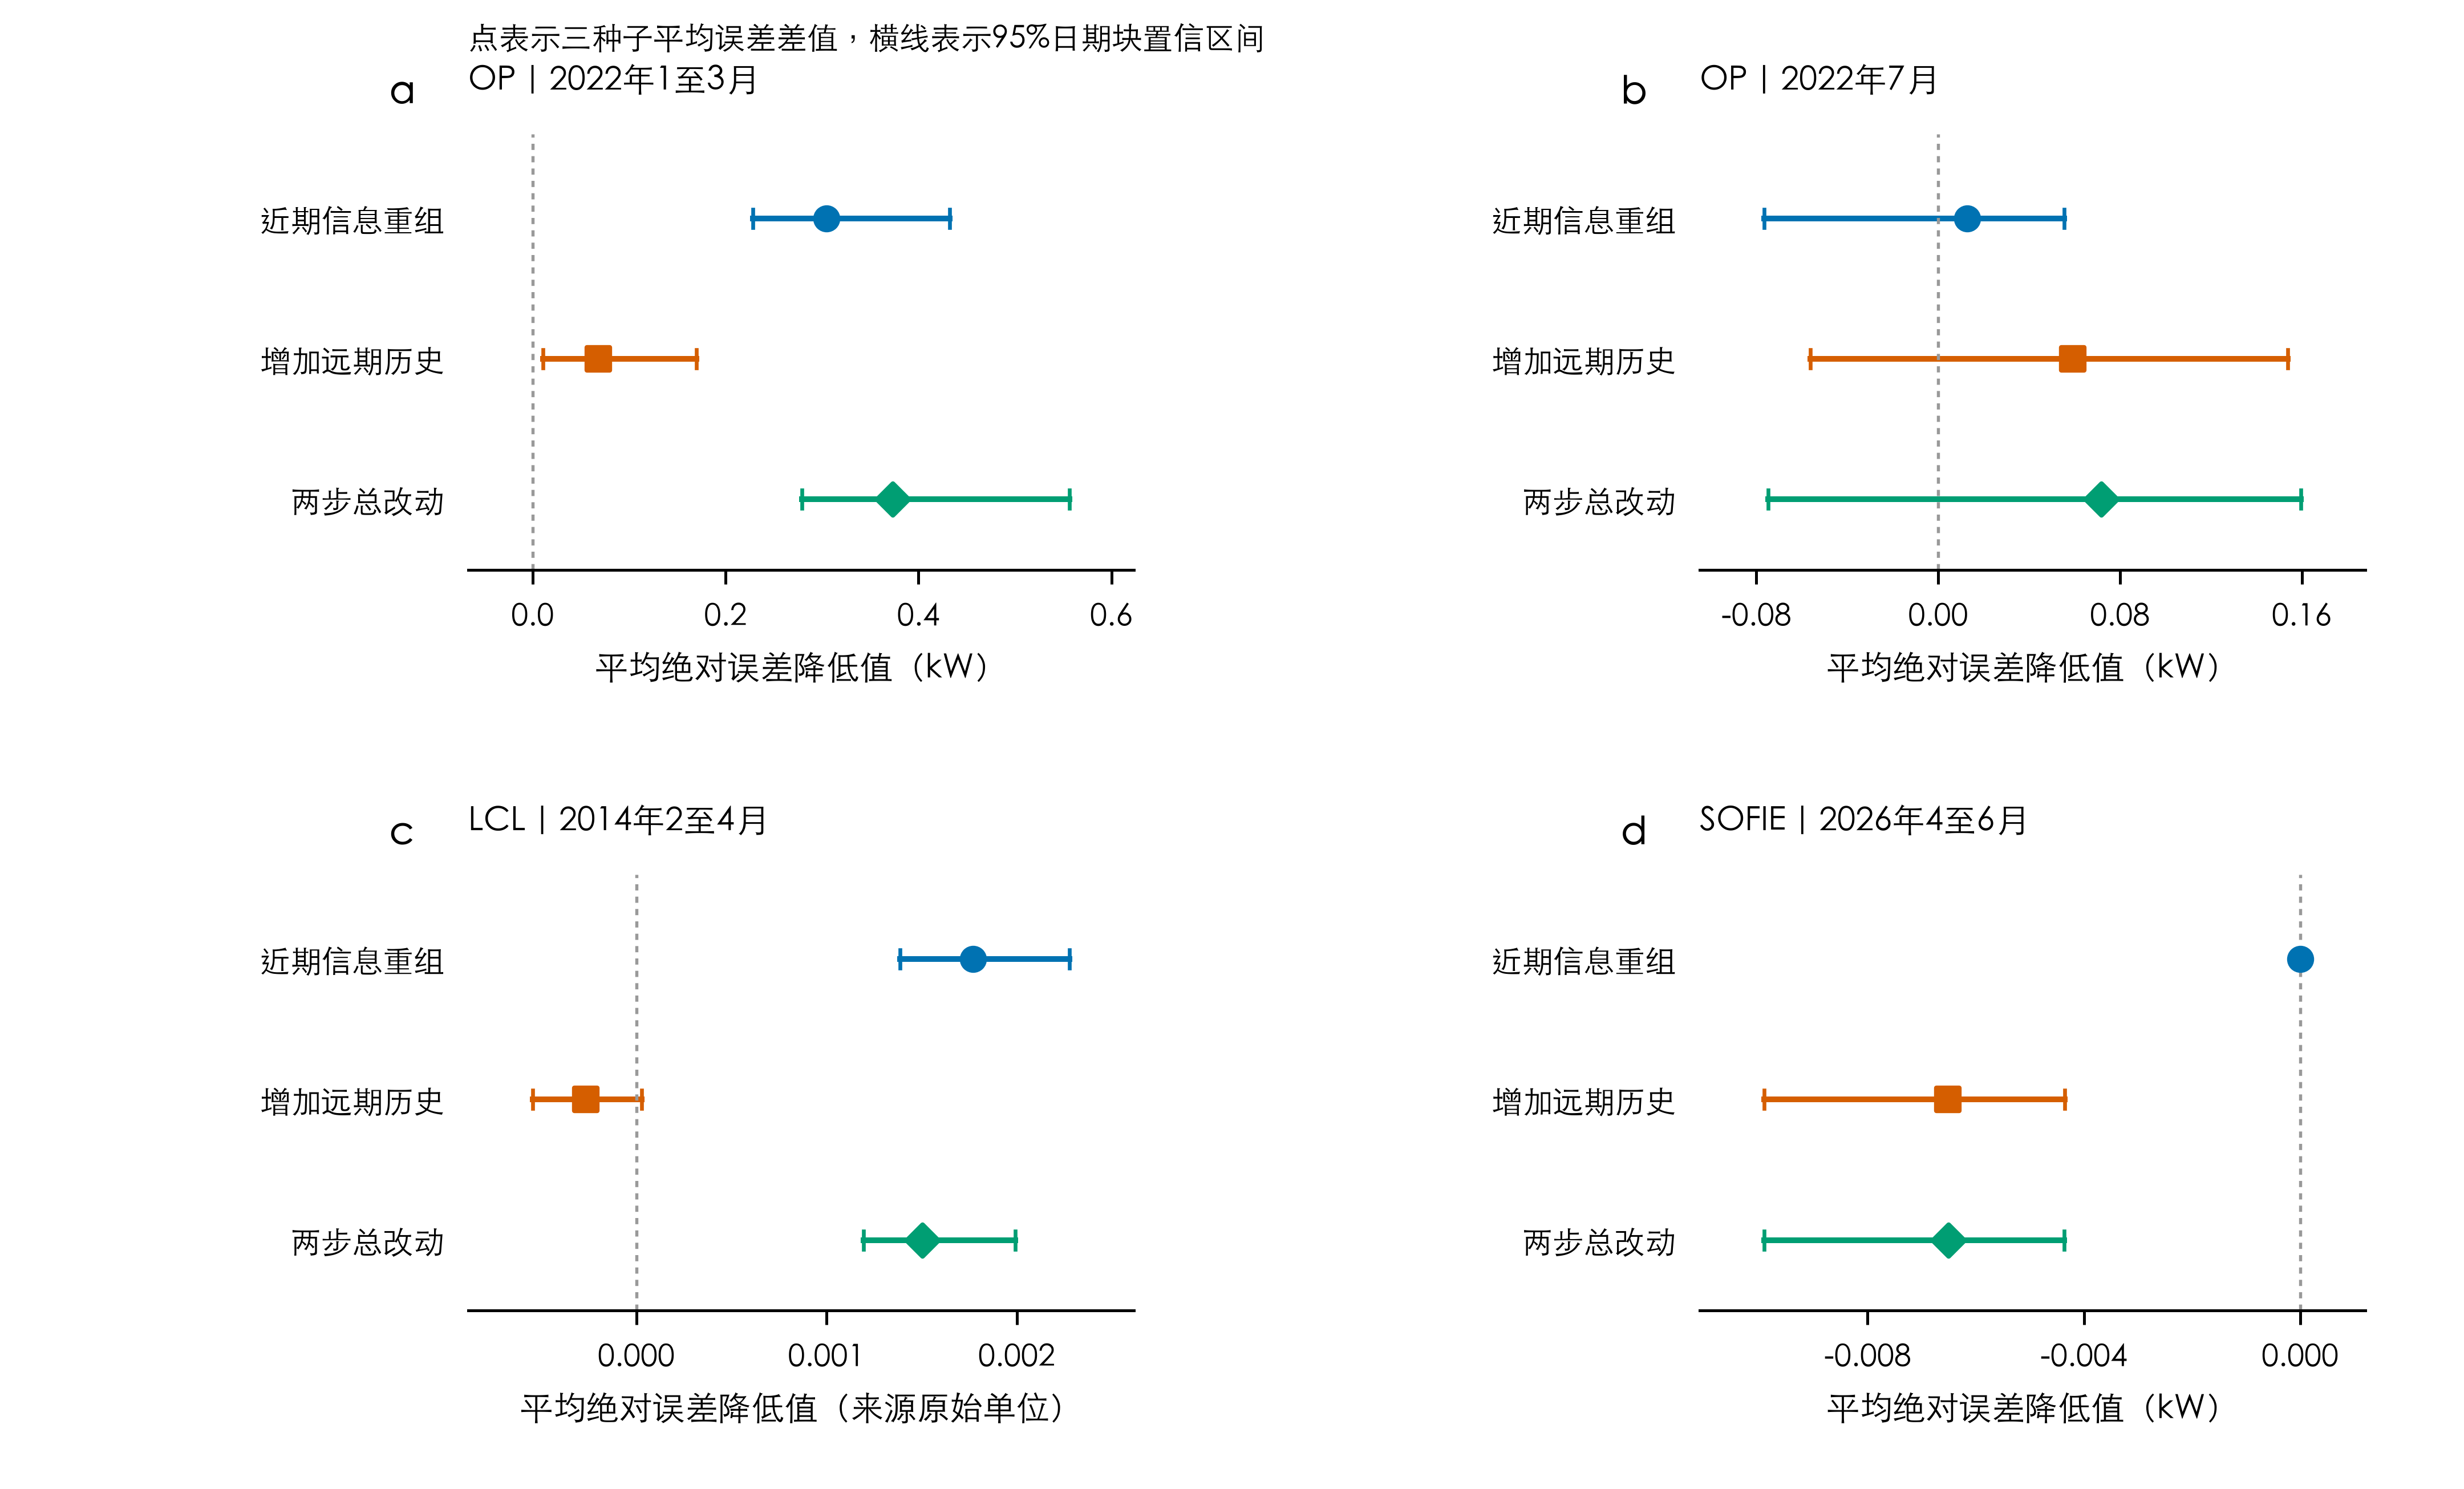 点表示三种子平均误差差值，横线表示95%日期块置信区间
a
OP | 2022年1至3月
近期信息重组
增加远期历史
两步总改动
0.0 0.2 0.4 0.6
平均绝对误差降低值（kW）
b
OP | 2022年7月
近期信息重组
增加远期历史
两步总改动
-0.08 0.00 0.08 0.16
平均绝对误差降低值（kW）
c
LCL | 2014年2至4月
近期信息重组
增加远期历史
两步总改动
0.000 0.001 0.002
平均绝对误差降低值（来源原始单位）
d
SOFIE | 2026年4至6月
近期信息重组
增加远期历史
两步总改动
-0.008 -0.004 0.000
平均绝对误差降低值（kW）